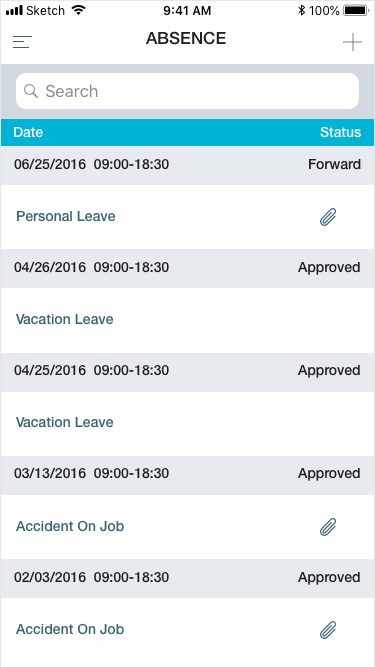 Sketch 9:41 AM 100%
ABSENCE
Search
Date Status
06/25/2016 09:00-18:30 Forward
Personal Leave
04/26/2016 09:00-18:30 Approved
Vacation Leave
04/25/2016 09:00-18:30 Approved
Vacation Leave
03/13/2016 09:00-18:30 Approved
Accident On Job
02/03/2016 09:00-18:30 Approved
Accident On Job